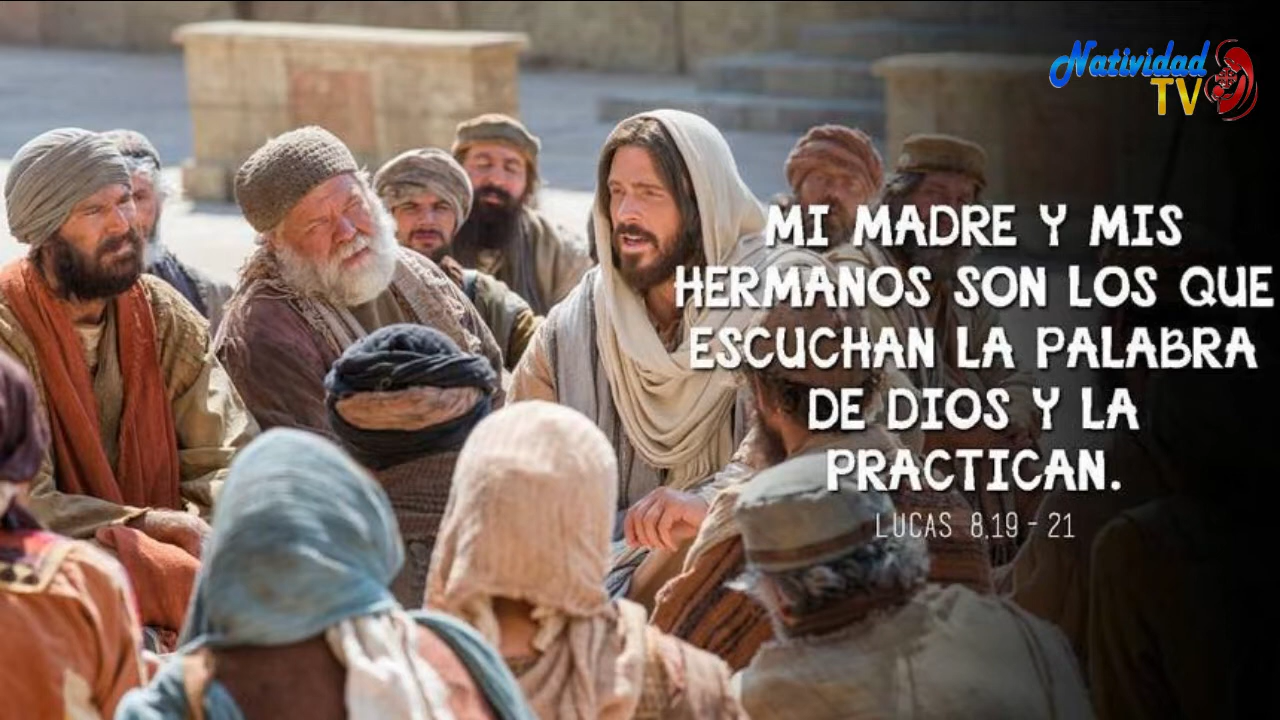 Natividad
TV
MI MADRE Y MIS
HERMANOS SON LOS QUE
ESCUCHAN LA PALABRA
DE DIOS Y LA
PRACTICAN.
LUCAS 8,19 - 21